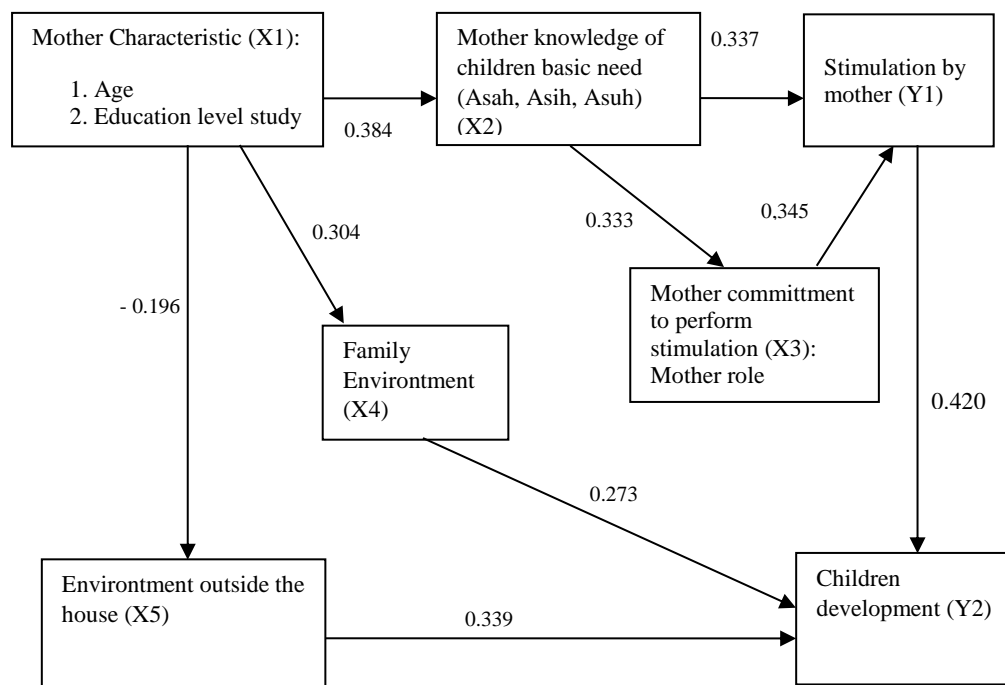 Mother Characteristic (X1):
1. Age
2. Education level study
0.384
Mother knowledge of
children basic need
(Asah, Asih, Asuh)
(X2)
0.337
Stimulation by
mother (Y1)
0.304
0.333
0,345
- 0.196
Mother committment
to perform
stimulation (X3):
Mother role
Family
Environtment
(X4)
0.420
0.273
Environtment outside the
house (X5)
0.339
Children
development (Y2)